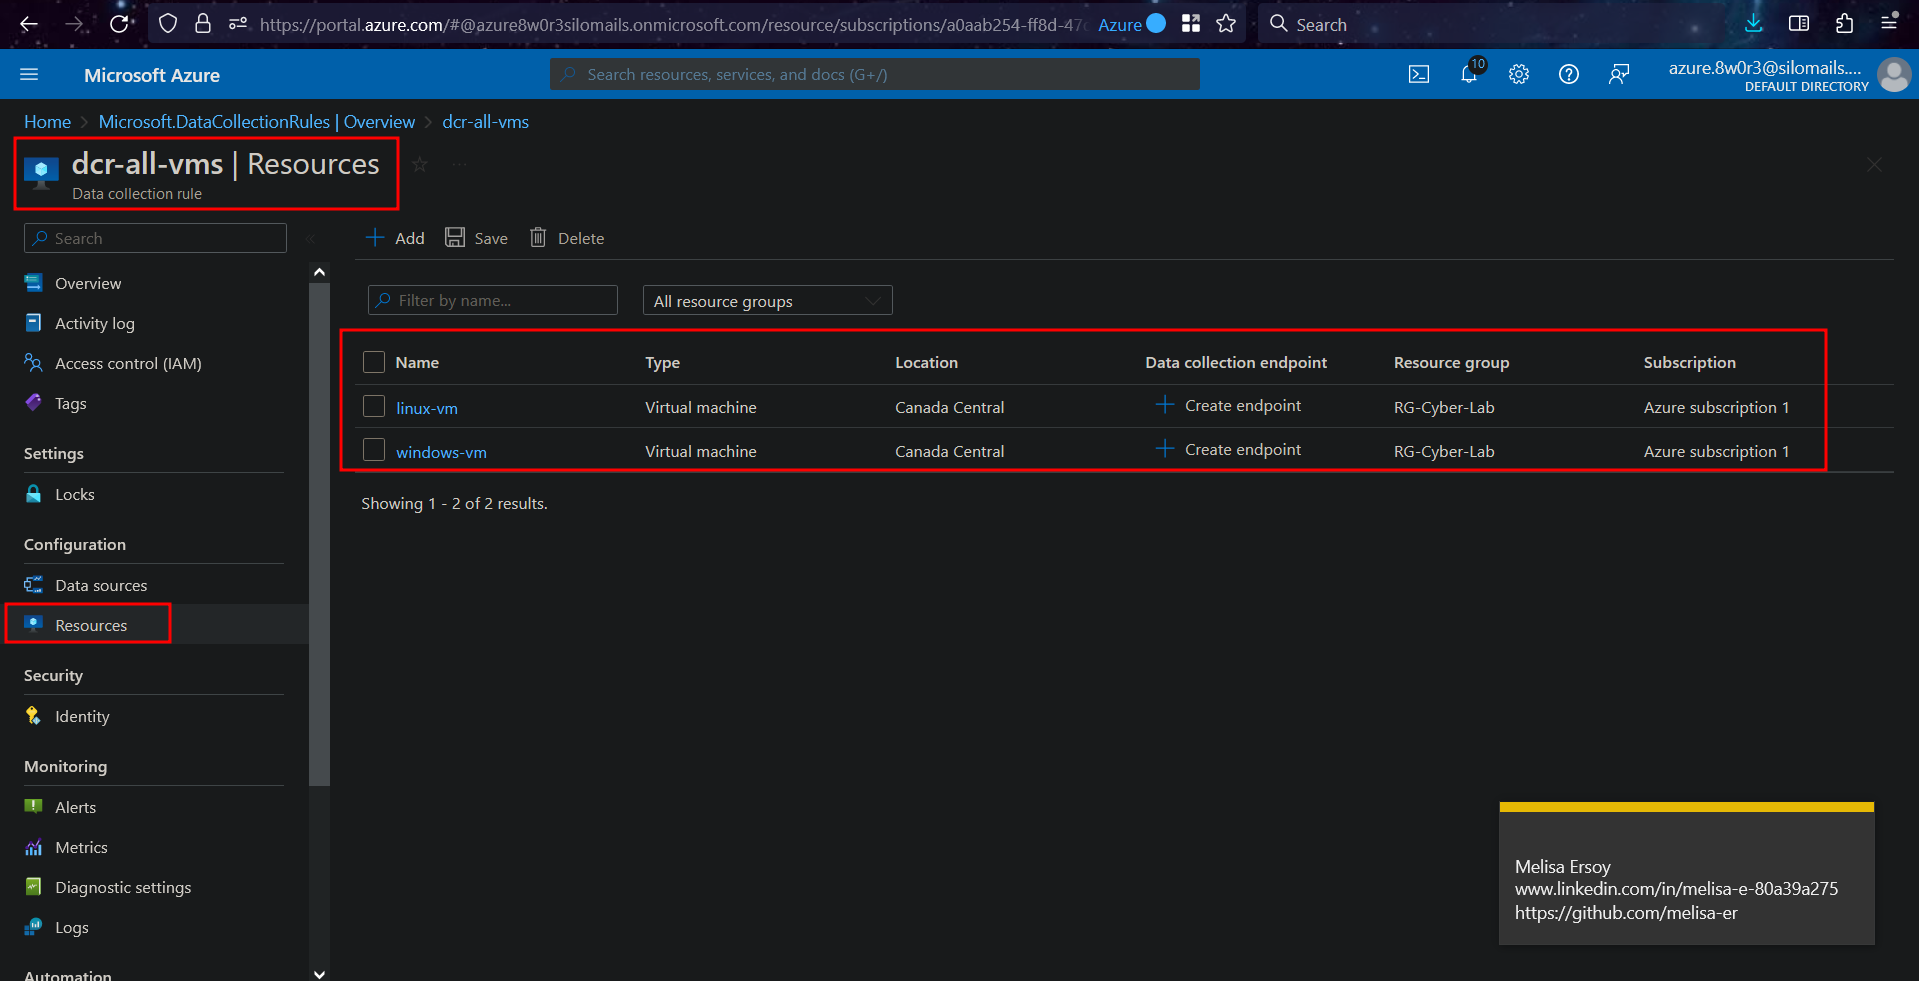 https://portal.azure.com/#@azure8w0r3silomails.onmicrosoft.com/resource/subscriptions/a0aab254-ff8d-47
Azure
Search
Microsoft Azure
Search resources, services, and docs (G+/)
10
azure.8w0r3@silomails....
DEFAULT DIRECTORY
Home > Microsoft.DataCollectionRules | Overview > dcr-all-vms
dcr-all-vms | Resources
Data collection rule
Search
Overview
Activity log
Access control (IAM)
Tags
Settings
Locks
Configuration
Data sources
Resources
Security
Identity
Monitoring
Alerts
Metrics
Diagnostic settings
Logs
Automation
Add Save Delete
Filter by name...
All resource groups
Name Type Location Data collection endpoint Resource group Subscription
linux-vm Virtual machine Canada Central Create endpoint RG-Cyber-Lab Azure subscription 1
windows-vm Virtual machine Canada Central Create endpoint RG-Cyber-Lab Azure subscription 1
Showing 1 - 2 of 2 results.
Melisa Ersoy
www.linkedin.com/in/melisa-e-80a39a275
https://github.com/melisa-er